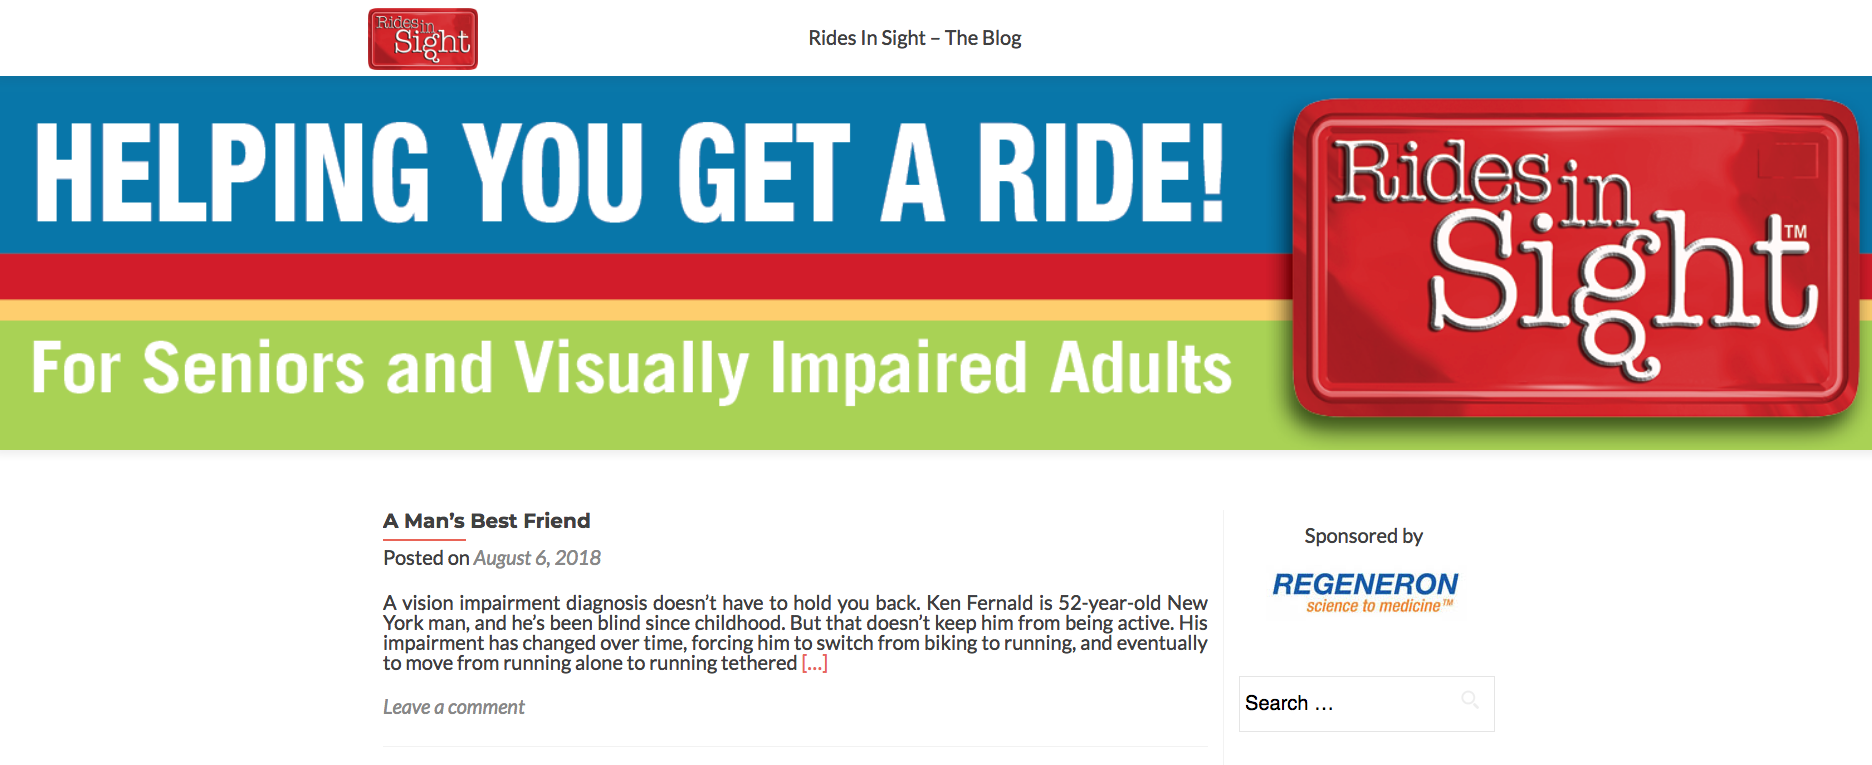 Rides in
Sight
Rides In Sight – The Blog
HELPING YOU GET A RIDE!
For Seniors and Visually Impaired Adults
Rides in
Sight™
A Man’s Best Friend
Posted on August 6, 2018
A vision impairment diagnosis doesn’t have to hold you back. Ken Fernald is 52-year-old New
York man, and he’s been blind since childhood. But that doesn’t keep him from being active. His
impairment has changed over time, forcing him to switch from biking to running, and eventually
to move from running alone to running tethered [...]
Leave a comment
Sponsored by
REGENERON
science to medicine™
Search …